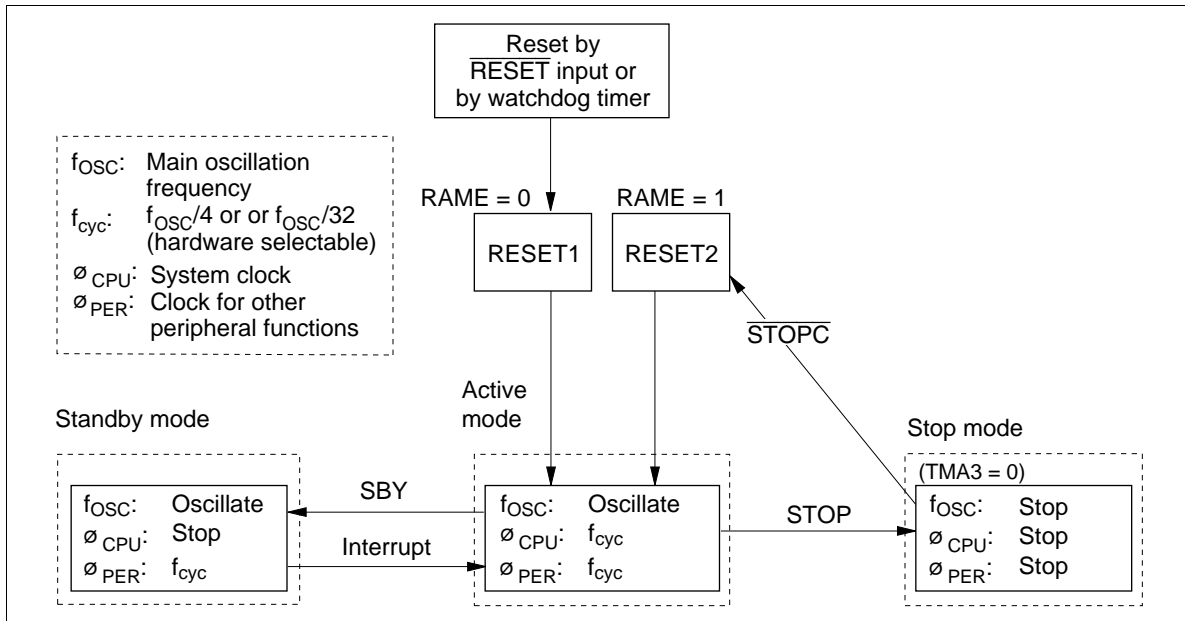 Reset by
RESET input or
by watchdog timer
fOSC: Main oscillation
frequency
fcyc: fOSC/4 or or fOSC/32
(hardware selectable)
ø CPU: System clock
ø PER: Clock for other
peripheral functions
RAME = 0
RAME = 1
RESET1
RESET2
STOPC
Standby mode
Active
mode
Stop mode
(TMA3 = 0)
fOSC: Oscillate
ø CPU: Stop
ø PER: fcyc
SBY
Interrupt
fOSC: Oscillate
ø CPU: fcyc
ø PER: fcyc
STOP
fOSC: Stop
ø CPU: Stop
ø PER: Stop